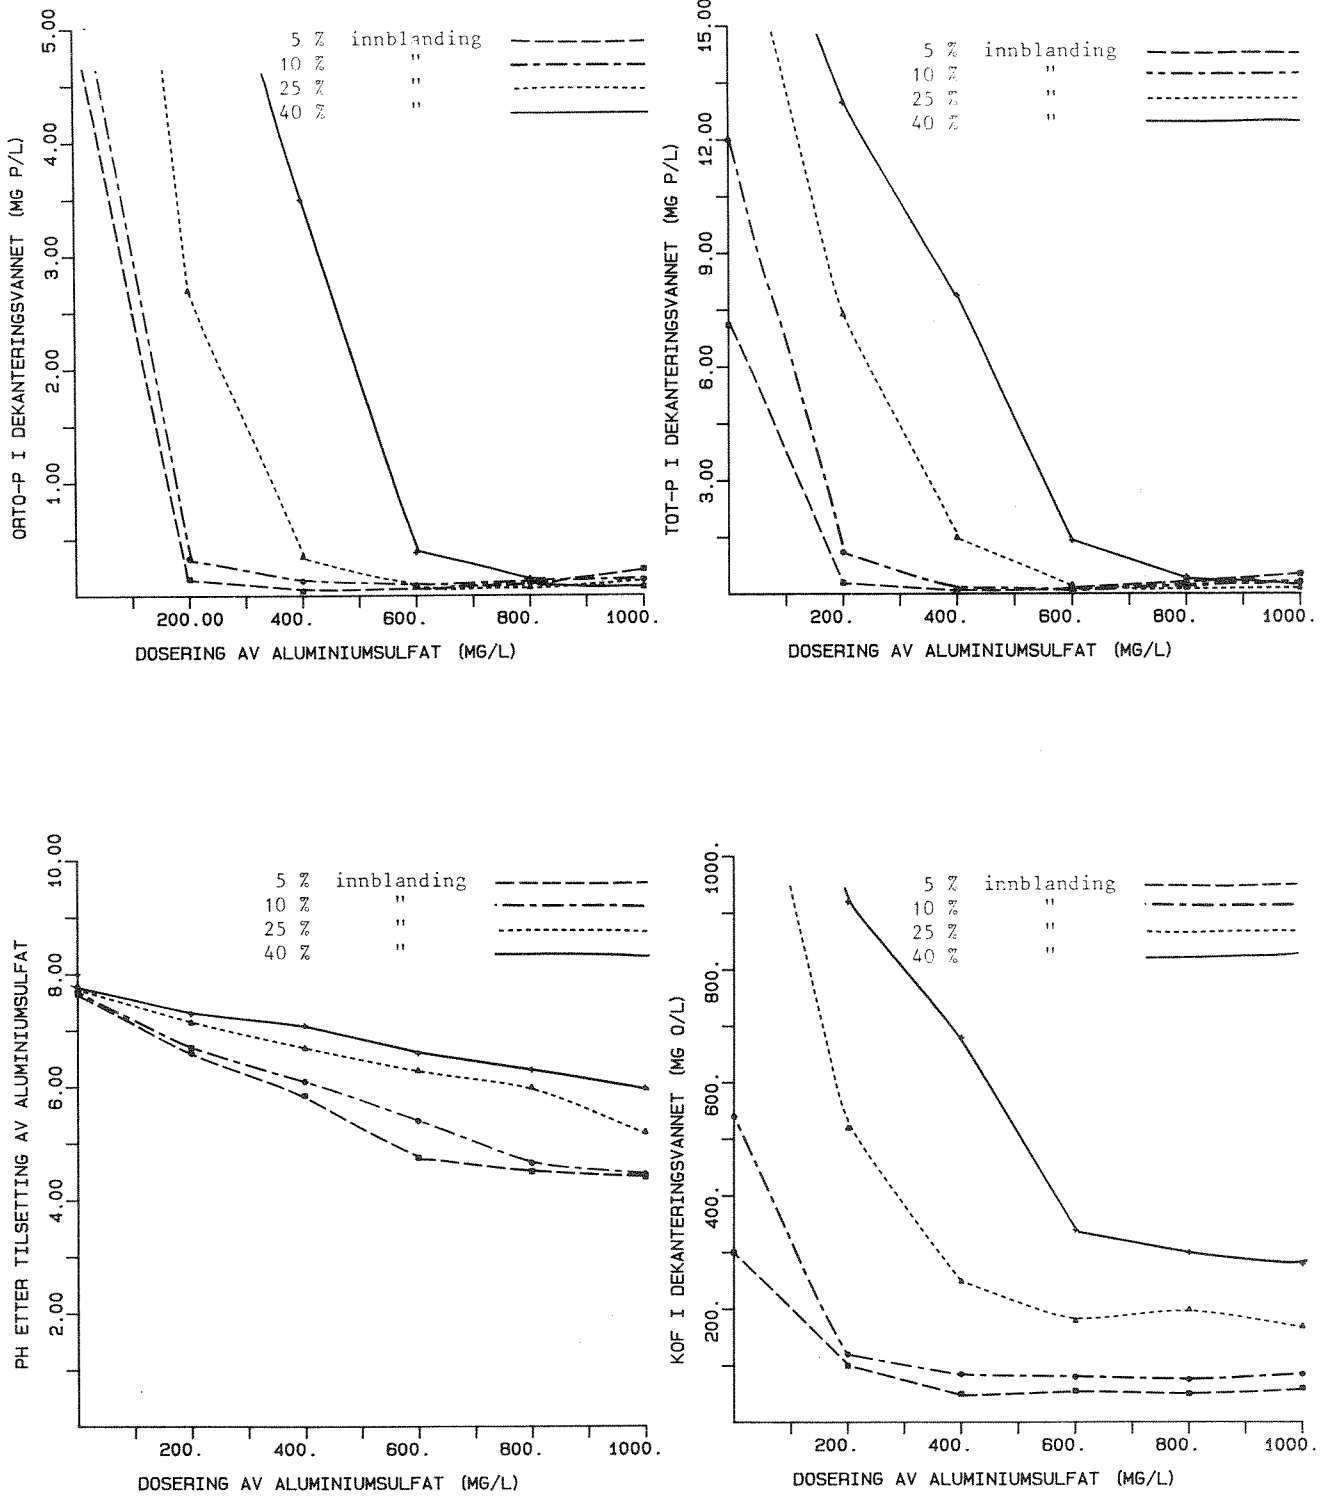 5 % innblanding
10 % "
25 % "
40 % "
5.00
4.00
3.00
2.00
1.00
ORTO-P I DEKANTERINGSVANNET (MG P/L)
200.00 400. 600. 800. 1000.
DOSERING AV ALUMINIUMSULFAT (MG/L)
5 % innblanding
10 % "
25 % "
40 % "
15.00
12.00
9.00
6.00
3.00
TOT-P I DEKANTERINGSVANNET (MG P/L)
200. 400. 600. 800. 1000.
DOSERING AV ALUMINIUMSULFAT (MG/L)
5 % innblanding
10 % "
25 % "
40 % "
10.00
8.00
6.00
4.00
2.00
PH ETTER TILSETTING AV ALUMINIUMSULFAT
200. 400. 600. 800. 1000.
DOSERING AV ALUMINIUMSULFAT (MG/L)
5 % innblanding
10 % "
25 % "
40 % "
1000.
800.
600.
400.
200.
KOF I DEKANTERINGSVANNET (MG O/L)
200. 400. 600. 800. 1000.
DOSERING AV ALUMINIUMSULFAT (MG/L)